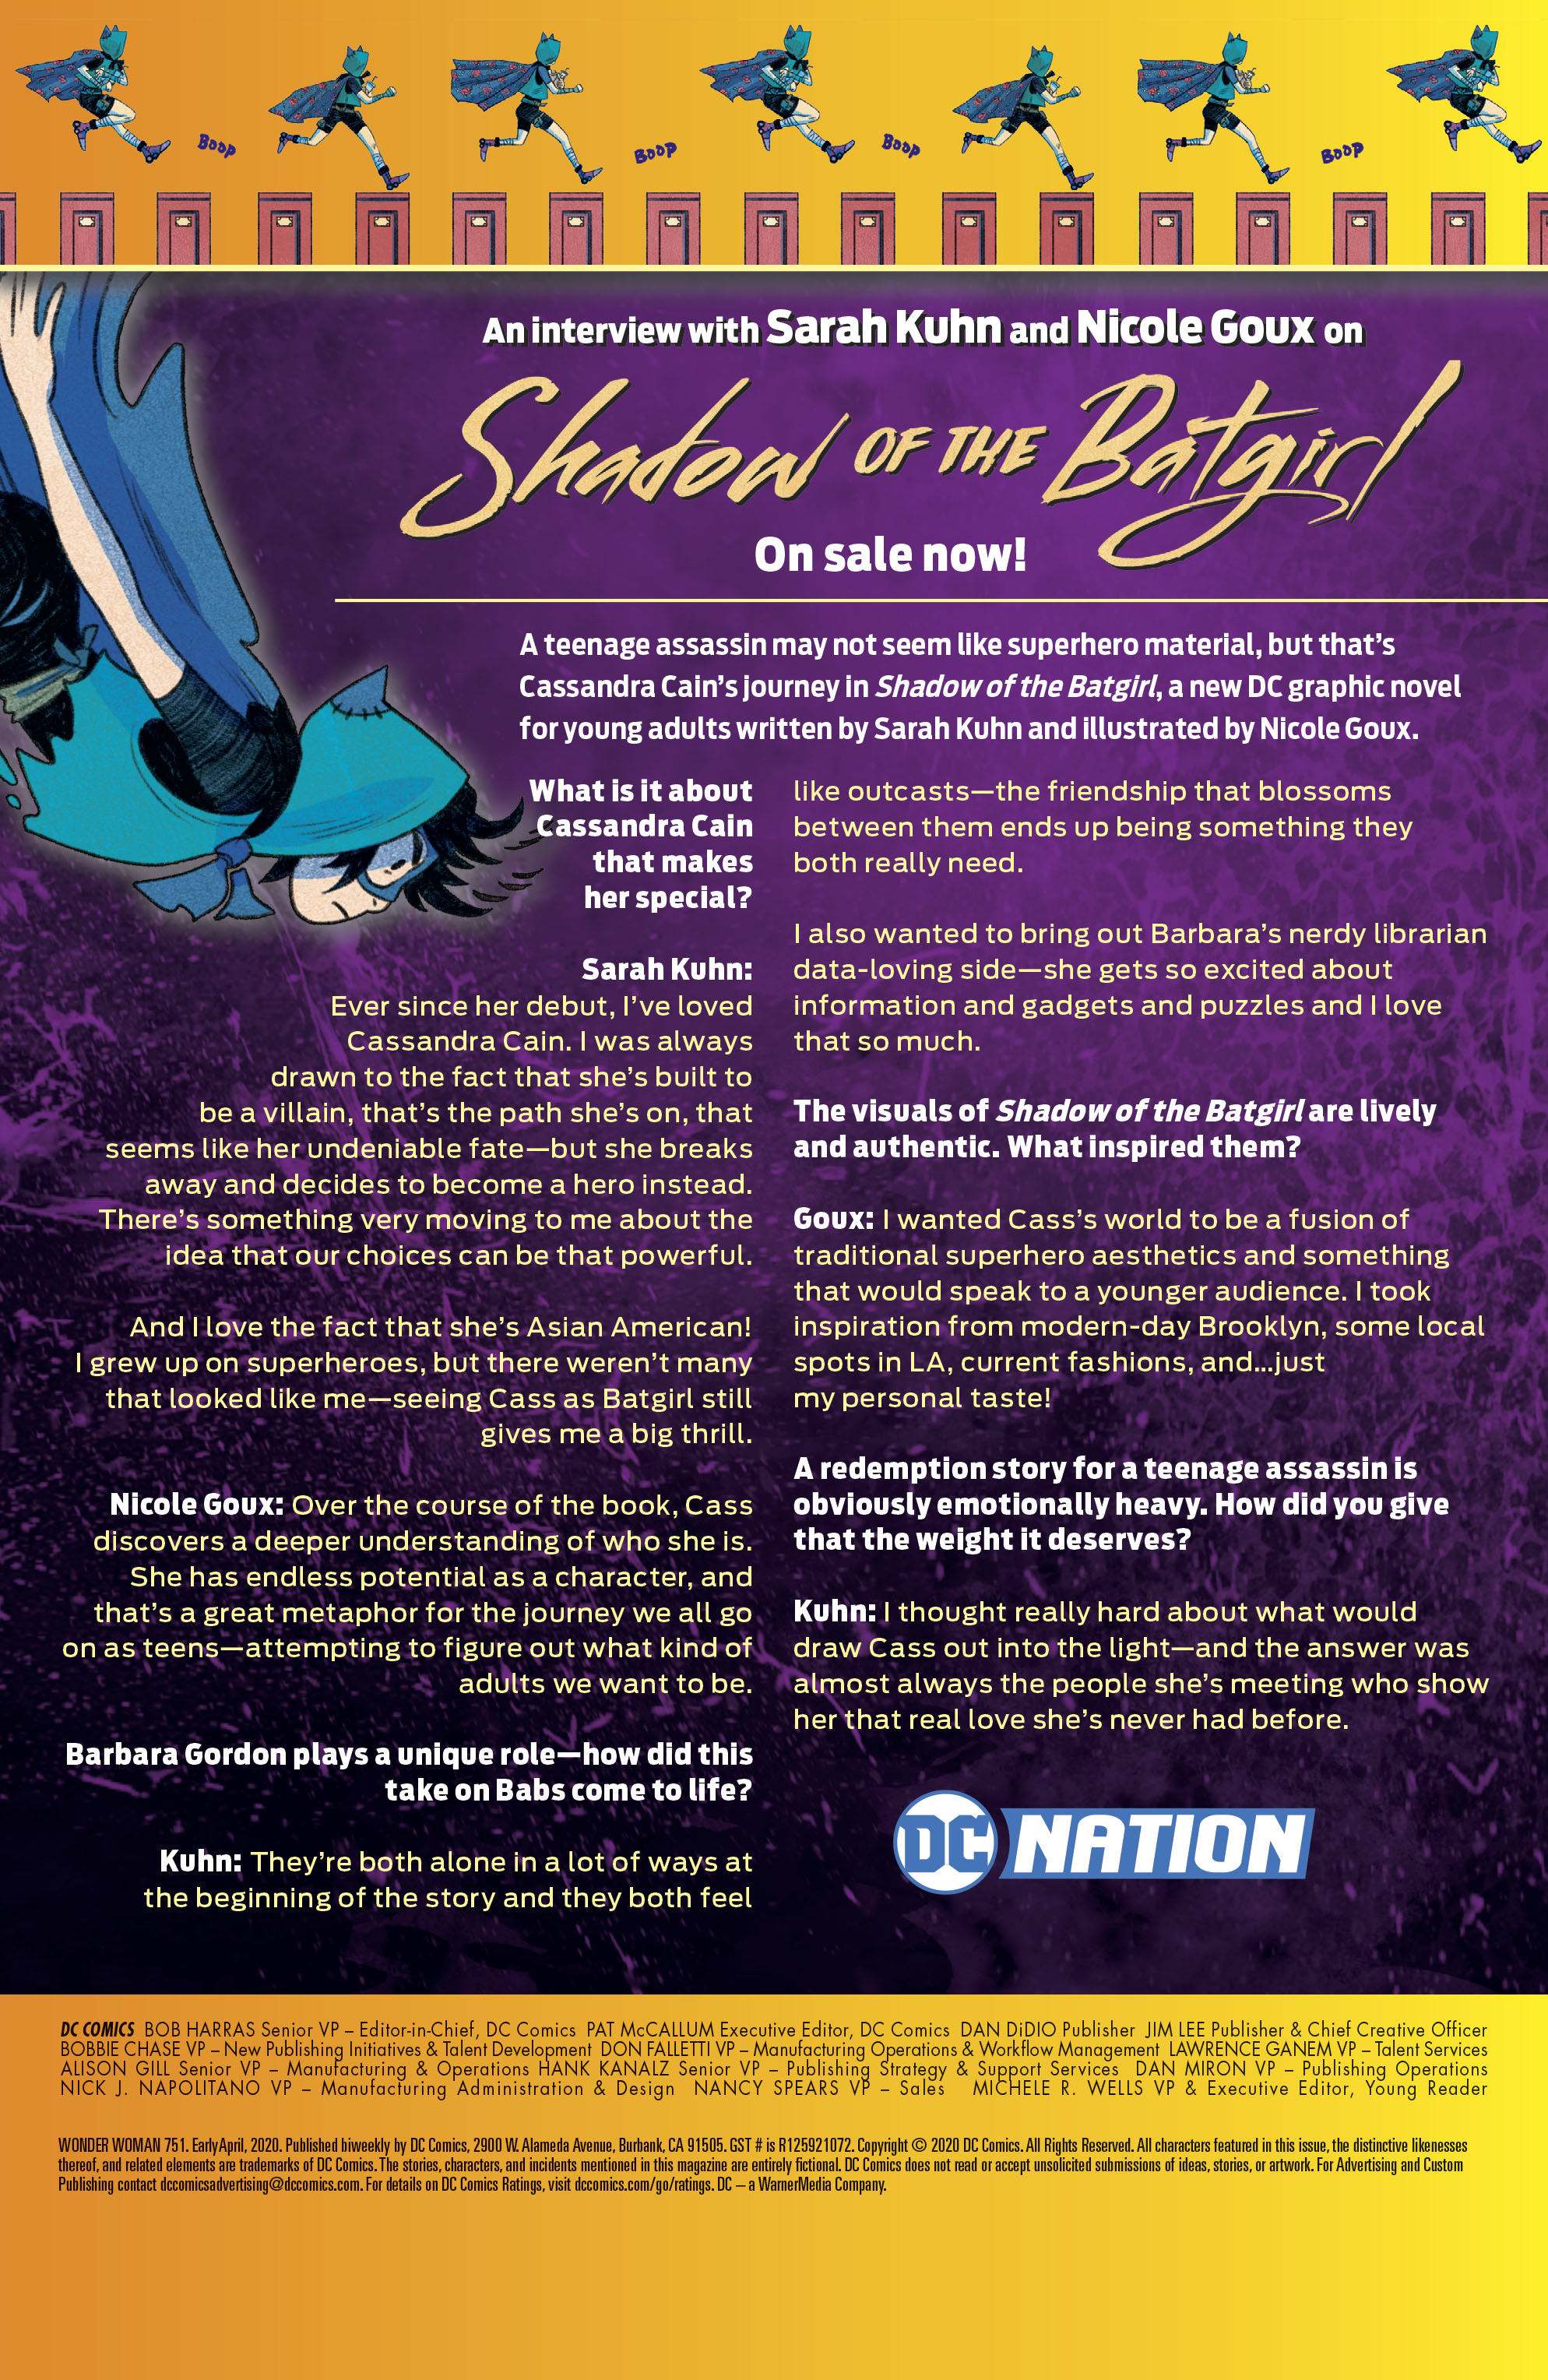 BOOP
BOOP
BOOP
BOOP
An interview with Sarah Kuhn and Nicole Goux on
Shadow OF THE Batgirl
On sale now!
A teenage assassin may not seem like superhero material, but that's
Cassandra Cain's journey in Shadow of the Batgirl, a new DC graphic novel
for young adults written by Sarah Kuhn and illustrated by Nicole Goux.
What is it about
Cassandra Cain
that makes
her special?
Sarah Kuhn:
Ever since her debut, I've loved
Cassandra Cain. I was always
drawn to the fact that she's built to
be a villain, that's the path she's on, that
seems like her undeniable fate—but she breaks
away and decides to become a hero instead.
There's something very moving to me about the
idea that our choices can be that powerful.
And I love the fact that she's Asian American!
I grew up on superheroes, but there weren't many
that looked like me—seeing Cass as Batgirl still
gives me a big thrill.
Nicole Goux: Over the course of the book, Cass
discovers a deeper understanding of who she is.
She has endless potential as a character, and
that's a great metaphor for the journey we all go
on as teens—attempting to figure out what kind of
adults we want to be.
Barbara Gordon plays a unique role—how did this
take on Babs come to life?
Kuhn: They're both alone in a lot of ways at
the beginning of the story and they both feel
like outcasts—the friendship that blossoms
between them ends up being something they
both really need.
I also wanted to bring out Barbara's nerdy librarian
data-loving side—she gets so excited about
information and gadgets and puzzles and I love
that so much.
The visuals of Shadow of the Batgirl are lively
and authentic. What inspired them?
Goux: I wanted Cass's world to be a fusion of
traditional superhero aesthetics and something
that would speak to a younger audience. I took
inspiration from modern-day Brooklyn, some local
spots in LA, current fashions, and...just
my personal taste!
A redemption story for a teenage assassin is
obviously emotionally heavy. How did you give
that the weight it deserves?
Kuhn: I thought really hard about what would
draw Cass out into the light—and the answer was
almost always the people she's meeting who show
her that real love she's never had before.
DC NATION
DC COMICS BOB HARRAS Senior VP – Editor-in-Chief, DC Comics PAT McCALLUM Executive Editor, DC Comics DAN DiDIO Publisher JIM LEE Publisher & Chief Creative Officer
BOBBIE CHASE VP – New Publishing Initiatives & Talent Development DON FALLETTI VP – Manufacturing Operations & Workflow Management LAWRENCE GANEM VP – Talent Services
ALISON GILL Senior VP – Manufacturing & Operations HANK KANALZ Senior VP – Publishing Strategy & Support Services DAN MIRON VP – Publishing Operations
NICK J. NAPOLITANO VP – Manufacturing Administration & Design NANCY SPEARS VP – Sales MICHELE R. WELLS VP & Executive Editor, Young Reader
WONDER WOMAN 751. EarlyApril, 2020. Published biweekly by DC Comics, 2900 W. Alameda Avenue, Burbank, CA 91505. GST # is R125921072. Copyright © 2020 DC Comics. All Rights Reserved. All characters featured in this issue, the distinctive likenesses
thereof, and related elements are trademarks of DC Comics. The stories, characters, and incidents mentioned in this magazine are entirely fictional. DC Comics does not read or accept unsolicited submissions of ideas, stories, or artwork. For Advertising and Custom
Publishing contact dccomicsadvertising@dccomics.com. For details on DC Comics Ratings, visit dccomics.com/go/ratings. DC – a WarnerMedia Company.